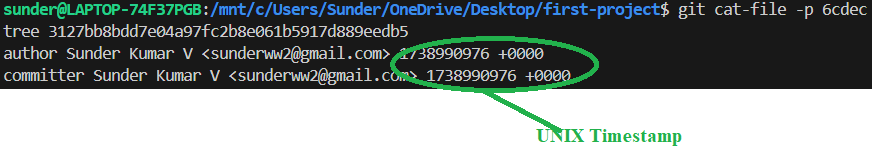 sunder@LAPTOP-74F37PGB:/mnt/c/Users/Sunder/OneDrive/Desktop/first-project$ git cat-file -p 6cdec
tree 3127bb8bdd7e04a97fc2b8e061b5917d889eedb5
author Sunder Kumar V <sunderww2@gmail.com> 1738990976 +0000
committer Sunder Kumar V <sunderww2@gmail.com> 1738990976 +0000
UNIX Timestamp